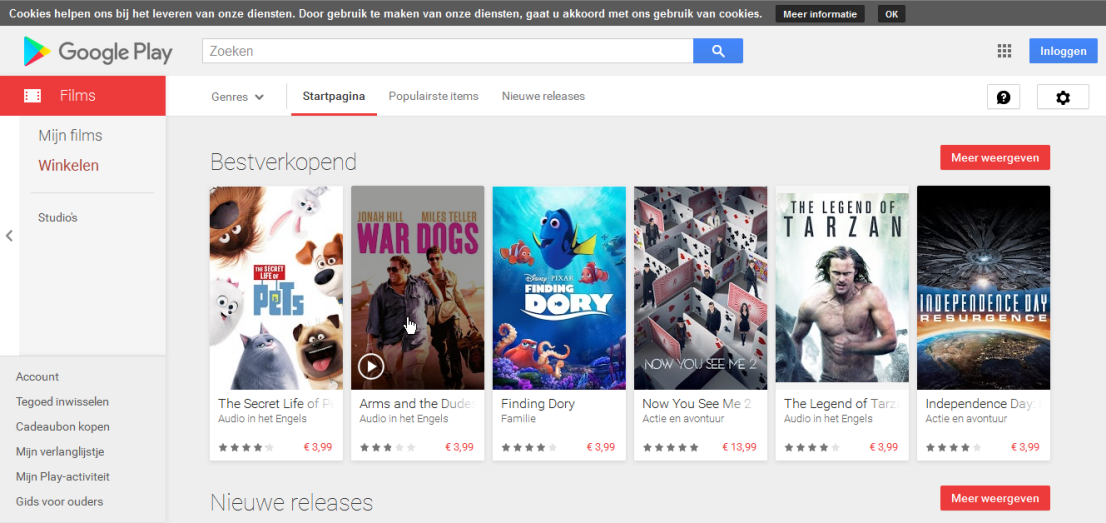 Cookies helpen ons bij het leveren van onze diensten. Door gebruik te maken van onze diensten, gaat u akkoord met ons gebruik van cookies. Meer informatie OK
Google Play Zoeken Inloggen
Films Genres Startpagina Populairste items Nieuwe releases
Mijn films
Winkelen
Studio's
Account
Tegoed inwisselen
Cadeaubon kopen
Mijn verlanglijstje
Mijn Play-activiteit
Gids voor ouders
Bestverkopend Meer weergeven
THE SECRET LIFE OF
PETS
The Secret Life of
Audio in het Engels
€ 3,99
JONAH HILL MILES TELLER
WAR DOGS
Arms and the Dudes
Audio in het Engels
€ 3,99
DISNEY PIXAR
FINDING
DORY
Finding Dory
Familie
€ 3,99
NOW YOU SEE ME 2
Now You See Me 2
Actie en avontuur
€ 13,99
THE LEGEND OF
TARZAN
The Legend of Tarz
Audio in het Engels
€ 3,99
INDEPENDENCE DAY
RESURGENCE
Independence Day:
Actie en avontuur
€ 3,99
Nieuwe releases Meer weergeven